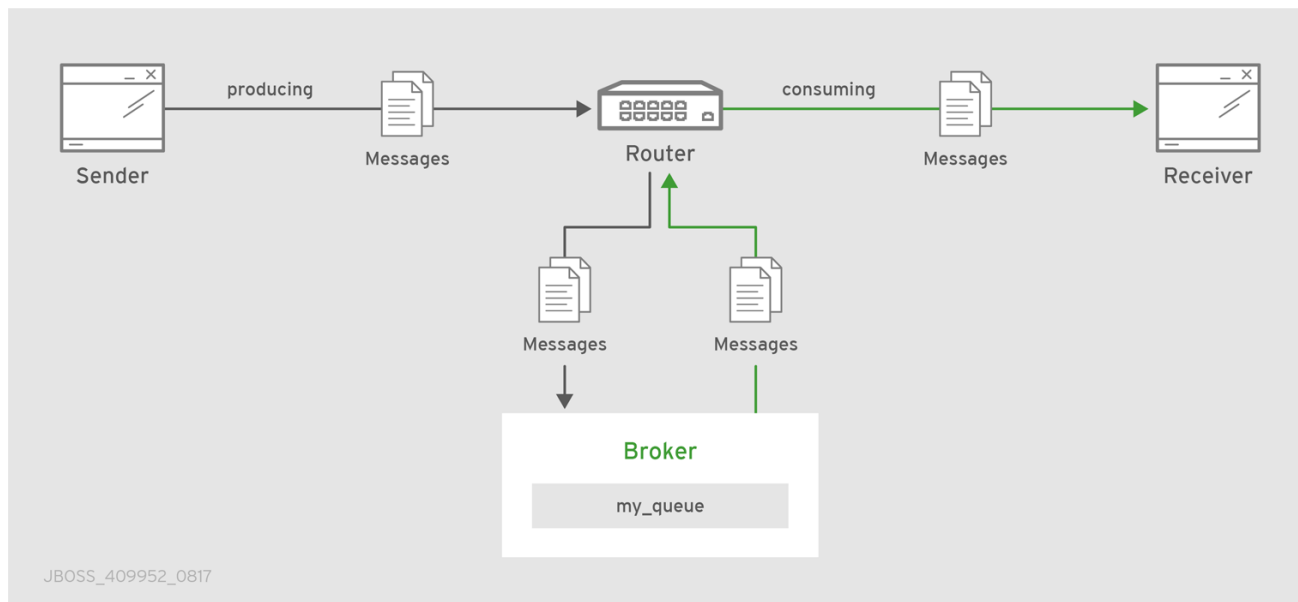 producing
consuming
Messages
Messages
Router
Sender
Receiver
Messages
Messages
Broker
my_queue
JBOSS_409952_0817